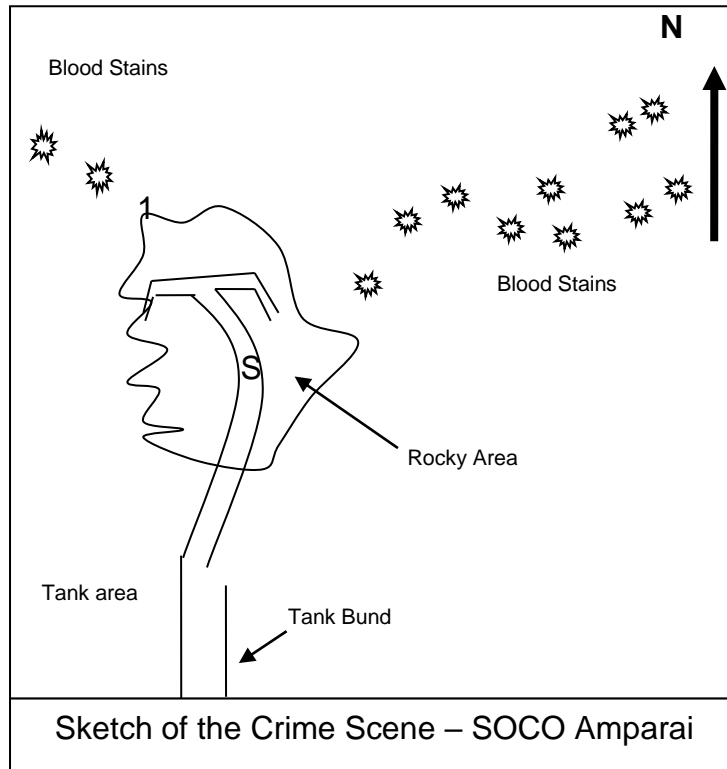 N
Blood Stains
1
Blood Stains
S
Rocky Area
Tank area
Tank Bund
Sketch of the Crime Scene – SOCO Amparai